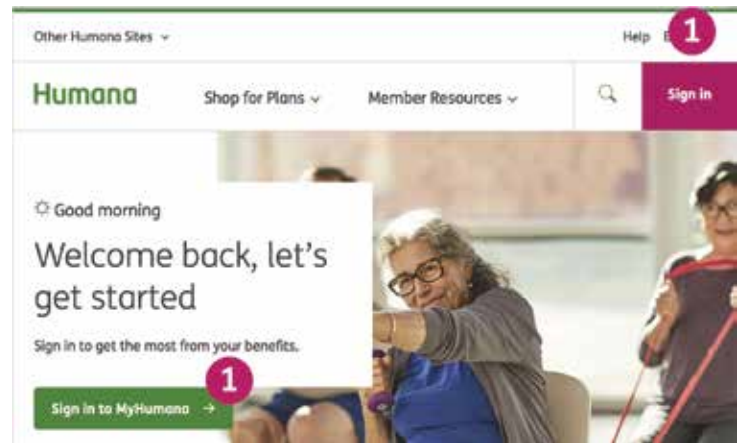 Other Humana Sites
Help E
1
Humana
Shop for Plans
Member Resources
Sign in
Good morning
Welcome back, let's
get started
Sign in to get the most from your benefits.
1
Sign in to MyHumana →